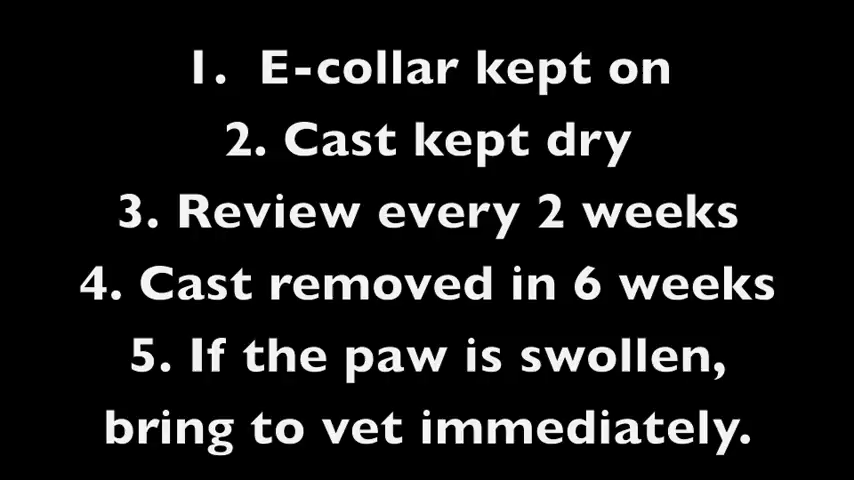 1.  E-collar kept on
2. Cast kept dry
3. Review every 2 weeks
4. Cast removed in 6 weeks
5. If the paw is swollen,
bring to vet immediately.